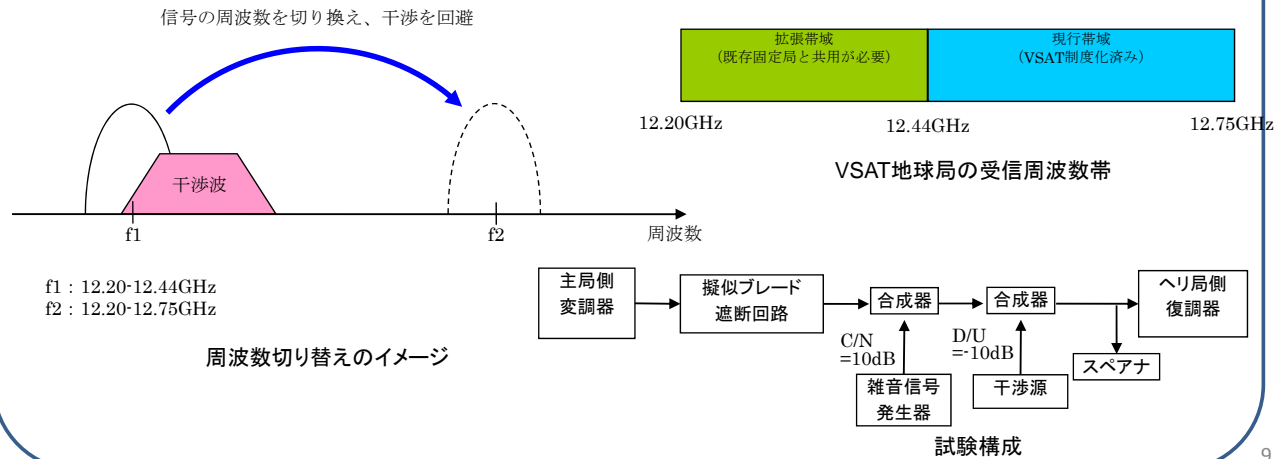 信号の周波数を切り換え、干渉を回避
干渉波
f1
f2
周波数
f1：12.20-12.44GHz
f2：12.20-12.75GHz
周波数切り替えのイメージ
拡張帯域
（既存固定局と共用が必要）
現行帯域
（VSAT制度化済み）
12.20GHz
12.44GHz
12.75GHz
VSAT地球局の受信周波数帯
主局側
変調器
擬似ブレード
遮断回路
合成器
合成器
ヘリ局側
復調器
C/N
=10dB
D/U
=-10dB
スペアナ
雑音信号
発生器
干渉源
試験構成
9